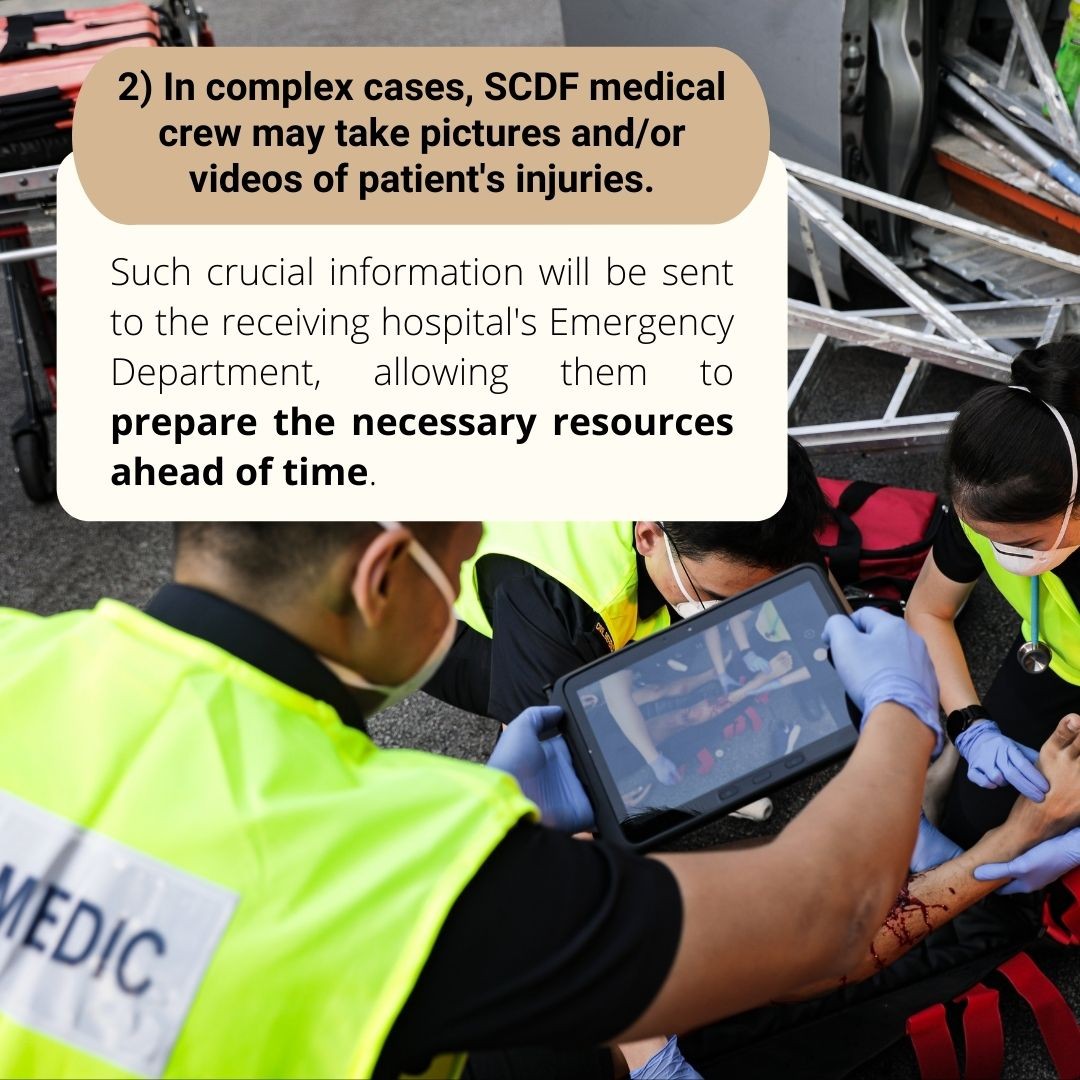 2) In complex cases, SCDF medical
crew may take pictures and/or
videos of patient's injuries.
Such crucial information will be sent
to the receiving hospital's Emergency
Department, allowing them to
prepare the necessary resources
ahead of time.
MEDIC